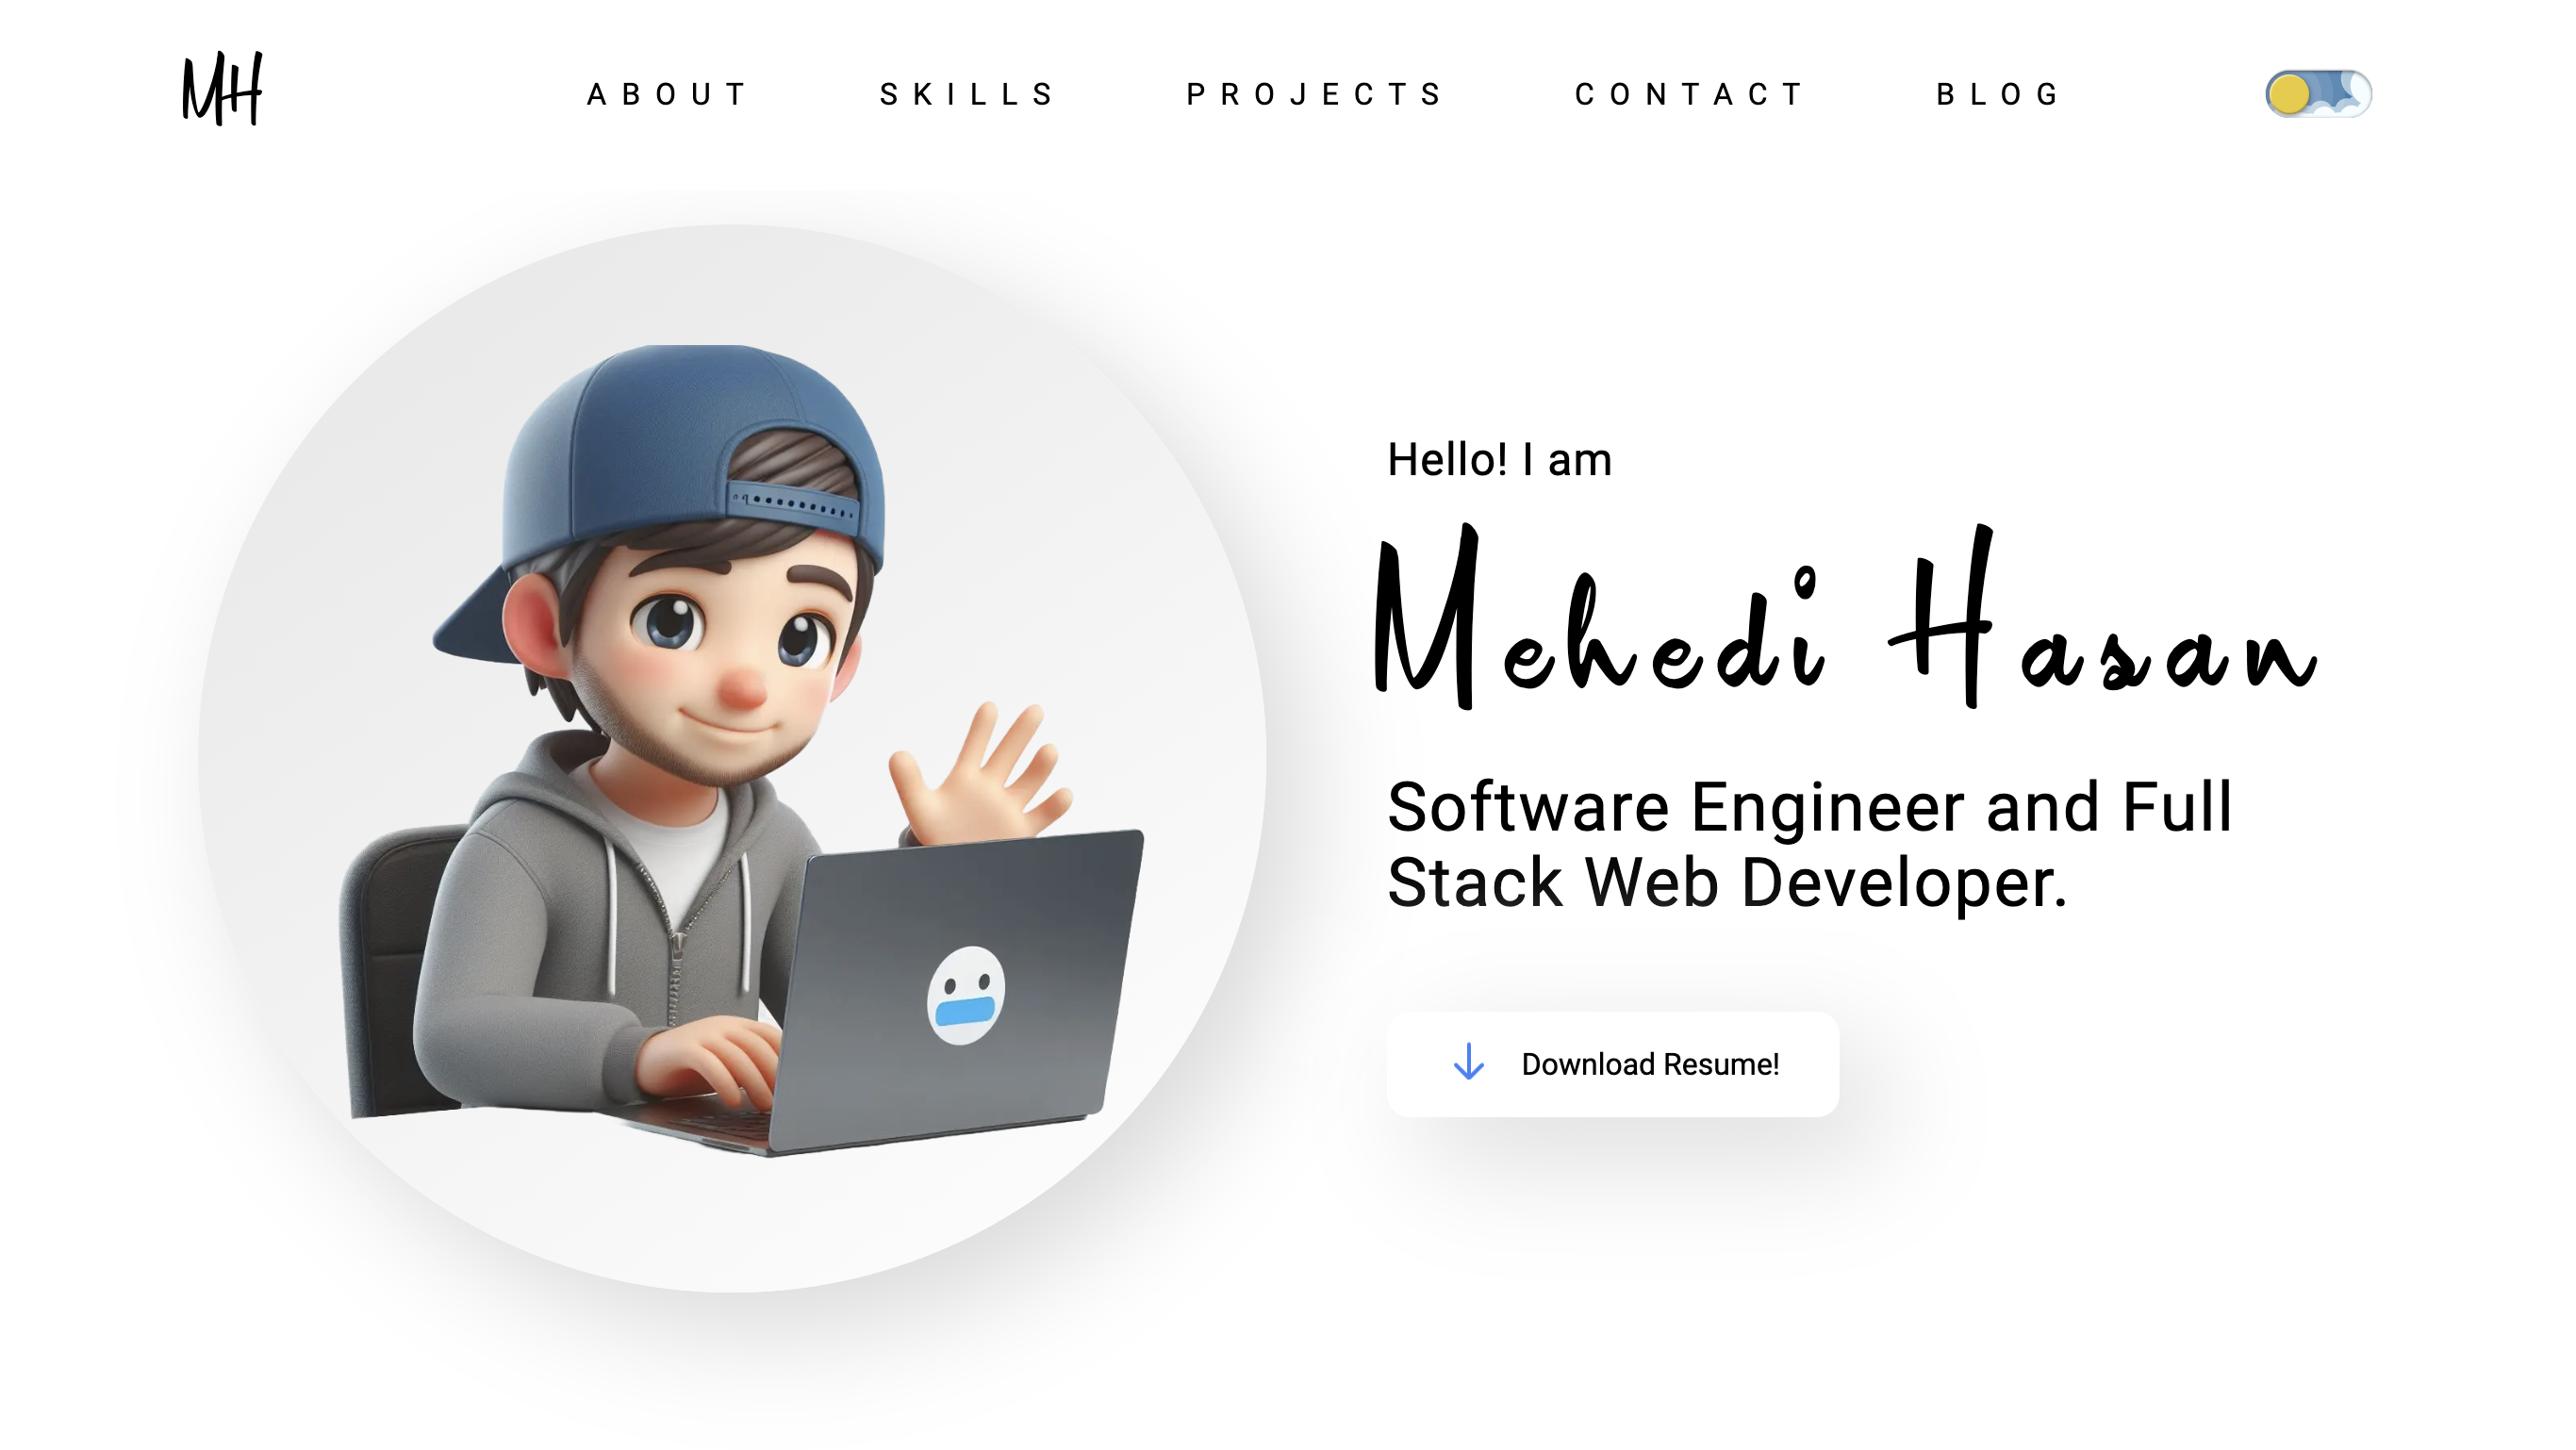 MH
ABOUT
SKILLS
PROJECTS
CONTACT
BLOG
Hello! I am
Mehedi Hasan
Software Engineer and Full
Stack Web Developer.
Download Resume!